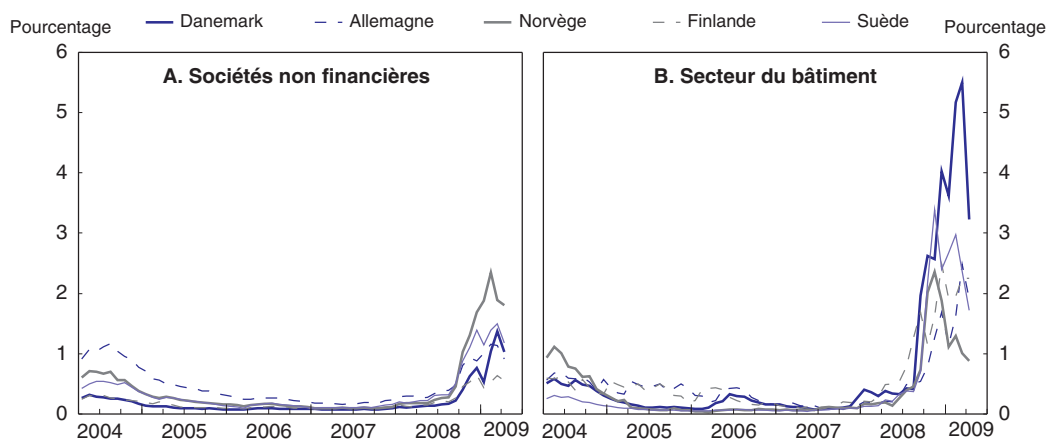 Danemark Allemagne Norvège Finlande Suède
Pourcentage Pourcentage
6 6
A. Sociétés non financières B. Secteur du bâtiment
5 5
4 4
3 3
2 2
1 1
0 0
2004 2005 2006 2007 2008 2009 2004 2005 2006 2007 2008 2009